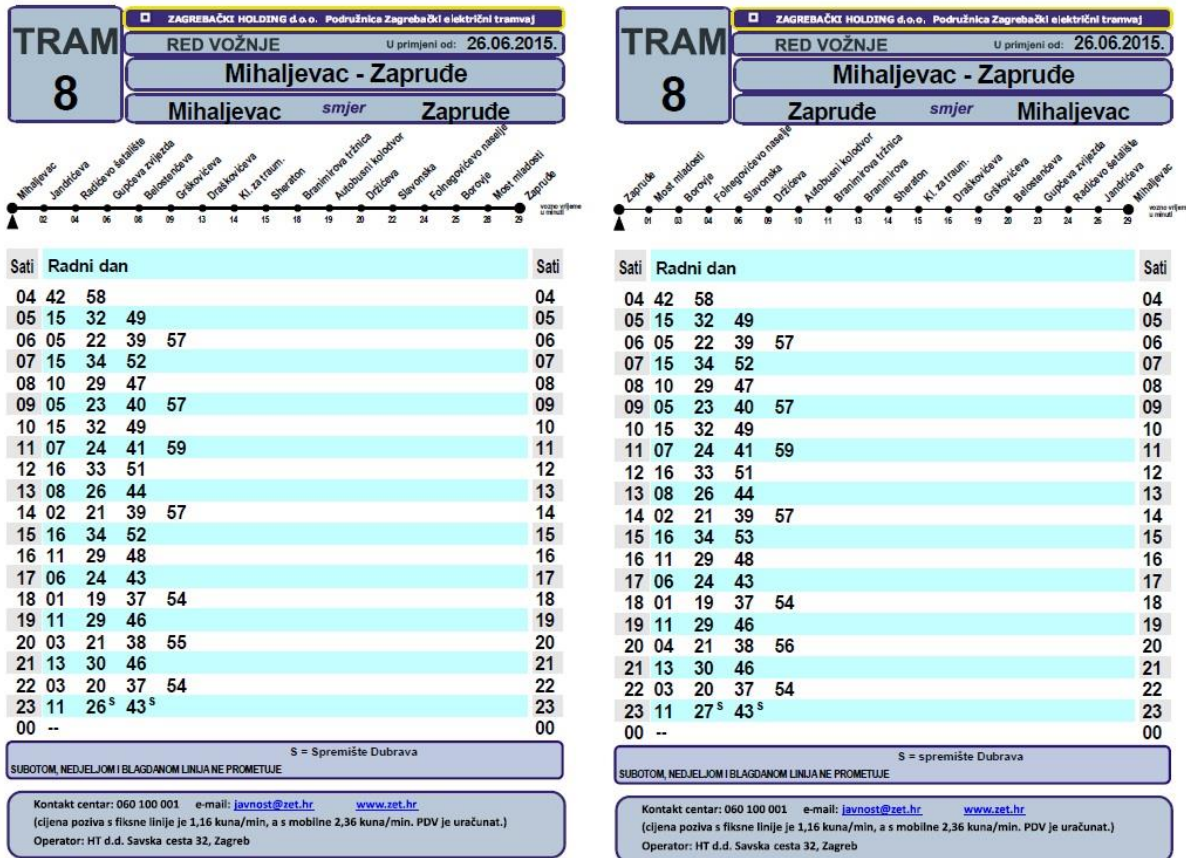 TRAM
8
ZAGREBAČKI HOLDING d.o.o. Podružnica Zagrebački električni tramvaj
RED VOŽNJE U primjeni od: 26.06.2015.
Mihaljevac - Zapruđe
Mihaljevac smjer Zapruđe
Mihaljevac Jandrićeva Radićevo šetalište Gupčeva zvijezda Belostenčeva Grškovićeva Draškovićeva Kl. za traum. Sheraton Branimirova tržnica Autobusni kolodvor Držićeva Slavonska Folnegovićevo naselje Borovje Most mladosti Zapruđe
02 04 06 08 09 13 14 15 18 19 20 22 24 25 28 29 vozno vrijeme
u minuti
Sati Radni dan Sati
04 42 58 04
05 15 32 49 05
06 05 22 39 57 06
07 15 34 52 07
08 10 29 47 08
09 05 23 40 57 09
10 15 32 49 10
11 07 24 41 59 11
12 16 33 51 12
13 08 26 44 13
14 02 21 39 57 14
15 16 34 52 15
16 11 29 48 16
17 06 24 43 17
18 01 19 37 54 18
19 11 29 46 19
20 03 21 38 55 20
21 13 30 46 21
22 03 20 37 54 22
23 11 26 S 43 S 23
00 -- 00
S = Spremište Dubrava
SUBOTOM, NEDJELJOM I BLAGDANOM LINIJA NE PROMETUJE
Kontakt centar: 060 100 001 e-mail: javnost@zet.hr www.zet.hr
(cijena poziva s fiksne linije je 1,16 kuna/min, a s mobilne 2,36 kuna/min. PDV je uračunat.)
Operator: HT d.d. Savska cesta 32, Zagreb
TRAM
8
ZAGREBAČKI HOLDING d.o.o. Podružnica Zagrebački električni tramvaj
RED VOŽNJE U primjeni od: 26.06.2015.
Mihaljevac - Zapruđe
Zapruđe smjer Mihaljevac
Zapruđe Most mladosti Borovje Folnegovićevo naselje Slavonska Držićeva Autobusni kolodvor Branimirova tržnica Branimirova Sheraton Kl. za traum. Draškovićeva Grškovićeva Belostenčeva Gupčeva zvijezda Radićevo šetalište Jandrićeva Mihaljevac
01 03 04 06 09 10 11 13 14 15 16 19 20 23 24 26 29 vozno vrijem
u minuti
Sati Radni dan Sati
04 42 58 04
05 15 32 49 05
06 05 22 39 57 06
07 15 34 52 07
08 10 29 47 08
09 05 23 40 57 09
10 15 32 49 10
11 07 24 41 59 11
12 16 33 51 12
13 08 26 44 13
14 02 21 39 57 14
15 16 34 53 15
16 11 29 48 16
17 06 24 43 17
18 01 19 37 54 18
19 11 29 46 19
20 04 21 38 56 20
21 13 30 46 21
22 03 20 37 54 22
23 11 27 S 43 S 23
00 -- 00
S = spremište Dubrava
SUBOTOM, NEDJELJOM I BLAGDANOM LINIJA NE PROMETUJE
Kontakt centar: 060 100 001 e-mail: javnost@zet.hr www.zet.hr
(cijena poziva s fiksne linije je 1,16 kuna/min, a s mobilne 2,36 kuna/min. PDV je uračunat.)
Operator: HT d.d. Savska cesta 32, Zagreb